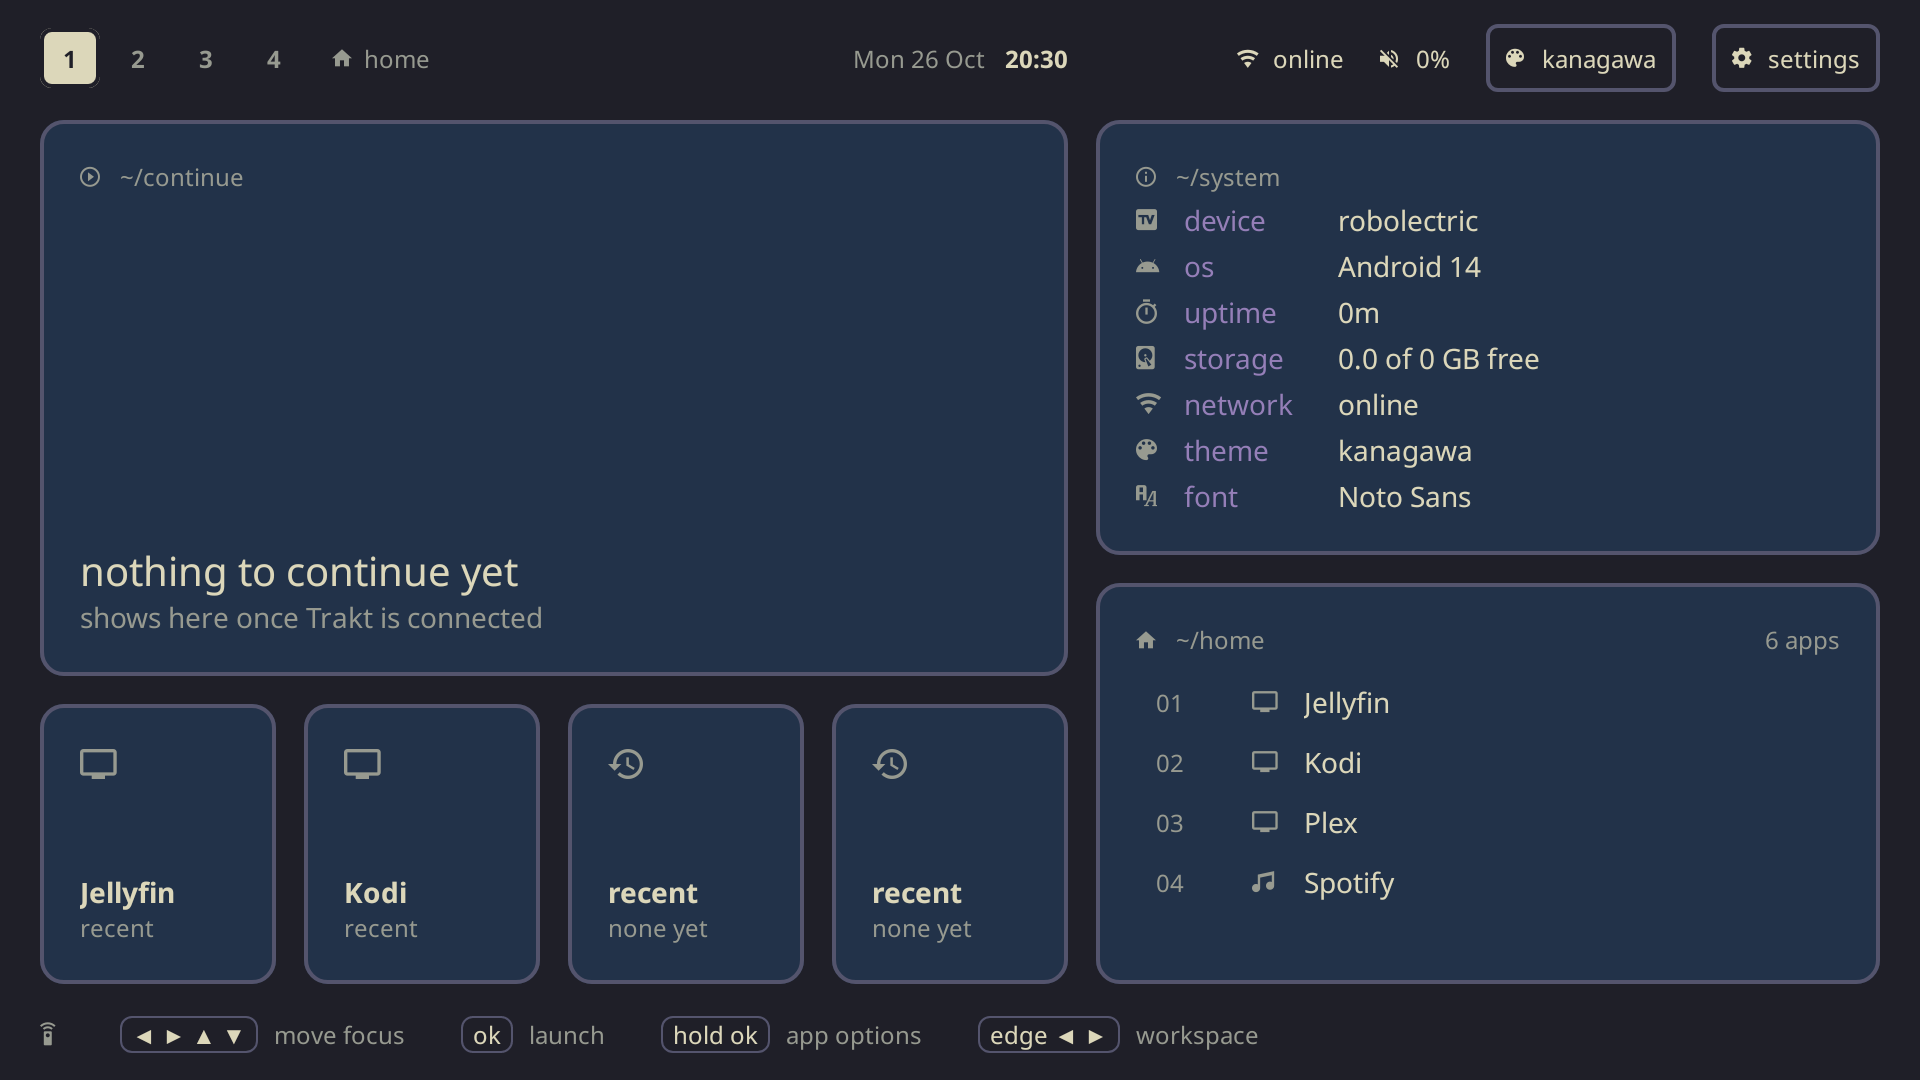 1 2 3 4 home Mon 26 Oct 20:30 online 0% kanagawa settings
~/continue
nothing to continue yet
shows here once Trakt is connected
~/system
device robolectric
os Android 14
uptime 0m
storage 0.0 of 0 GB free
network online
theme kanagawa
font Noto Sans
Jellyfin
recent
Kodi
recent
recent
none yet
recent
none yet
~/home 6 apps
01 Jellyfin
02 Kodi
03 Plex
04 Spotify
◀ ▶ ▲ ▼ move focus ok launch hold ok app options edge ◀ ▶ workspace